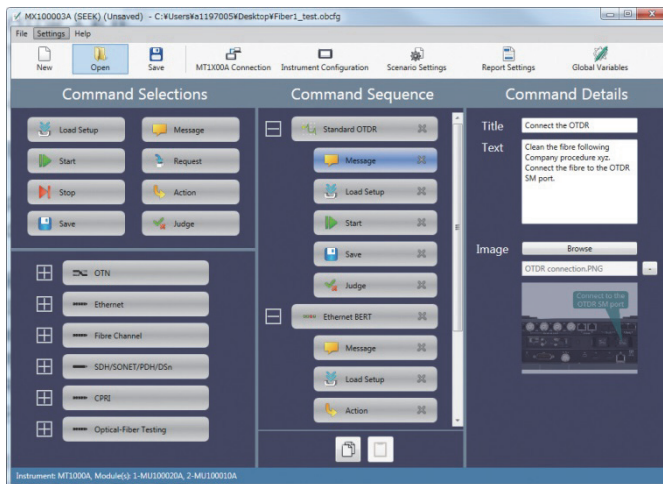 MX100003A (SEEK) (Unsaved) - C:¥Users¥a1197005¥Desktop¥Fiber1_test.obcfg
File Settings Help
New Open Save MT1X00A Connection Instrument Configuration Scenario Settings Report Settings Global Variables
Command Selections
Load Setup Message
Start Request
Stop Action
Save Judge
OTN
Ethernet
Fibre Channel
SDH/SONET/PDH/DSn
CPRI
Optical-Fiber Testing
Command Sequence
Standard OTDR
Message
Load Setup
Start
Save
Judge
Ethernet BERT
Message
Load Setup
Action
Command Details
Title Connect the OTDR
Text Clean the fibre following
Company procedure xyz.
Connect the fibre to the OTDR
SM port.
Image Browse
OTDR connection.PNG
Connect to the
OTDR SM port
Instrument: MT1000A, Module(s): 1-MU100020A, 2-MU100010A